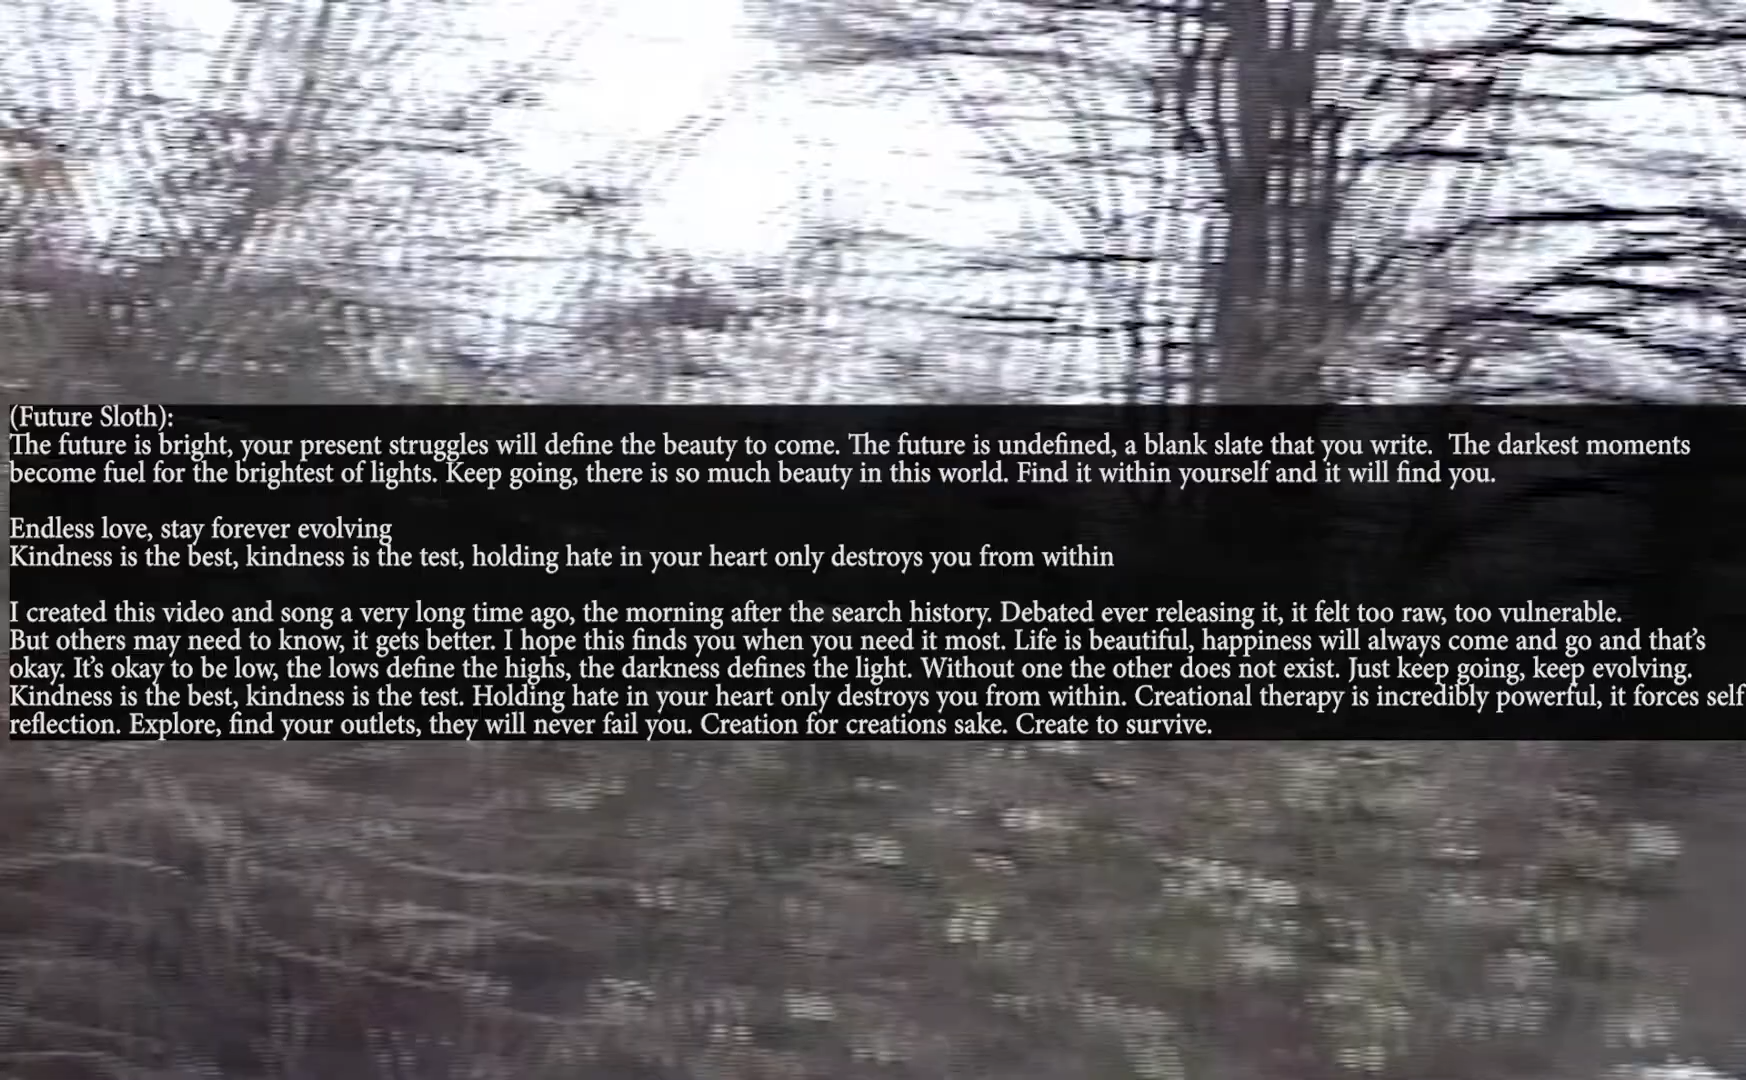 (Future Sloth):
The future is bright, your present struggles will define the beauty to come. The future is undefined, a blank slate that you write.  The darkest moments
become fuel for the brightest of lights. Keep going, there is so much beauty in this world. Find it within yourself and it will find you.
Endless love, stay forever evolving
Kindness is the best, kindness is the test, holding hate in your heart only destroys you from within
I created this video and song a very long time ago, the morning after the search history. Debated ever releasing it, it felt too raw, too vulnerable.
But others may need to know, it gets better. I hope this finds you when you need it most. Life is beautiful, happiness will always come and go and that's
okay. It's okay to be low, the lows define the highs, the darkness defines the light. Without one the other does not exist. Just keep going, keep evolving.
Kindness is the best, kindness is the test. Holding hate in your heart only destroys you from within. Creational therapy is incredibly powerful, it forces self
reflection. Explore, find your outlets, they will never fail you. Creation for creations sake. Create to survive.